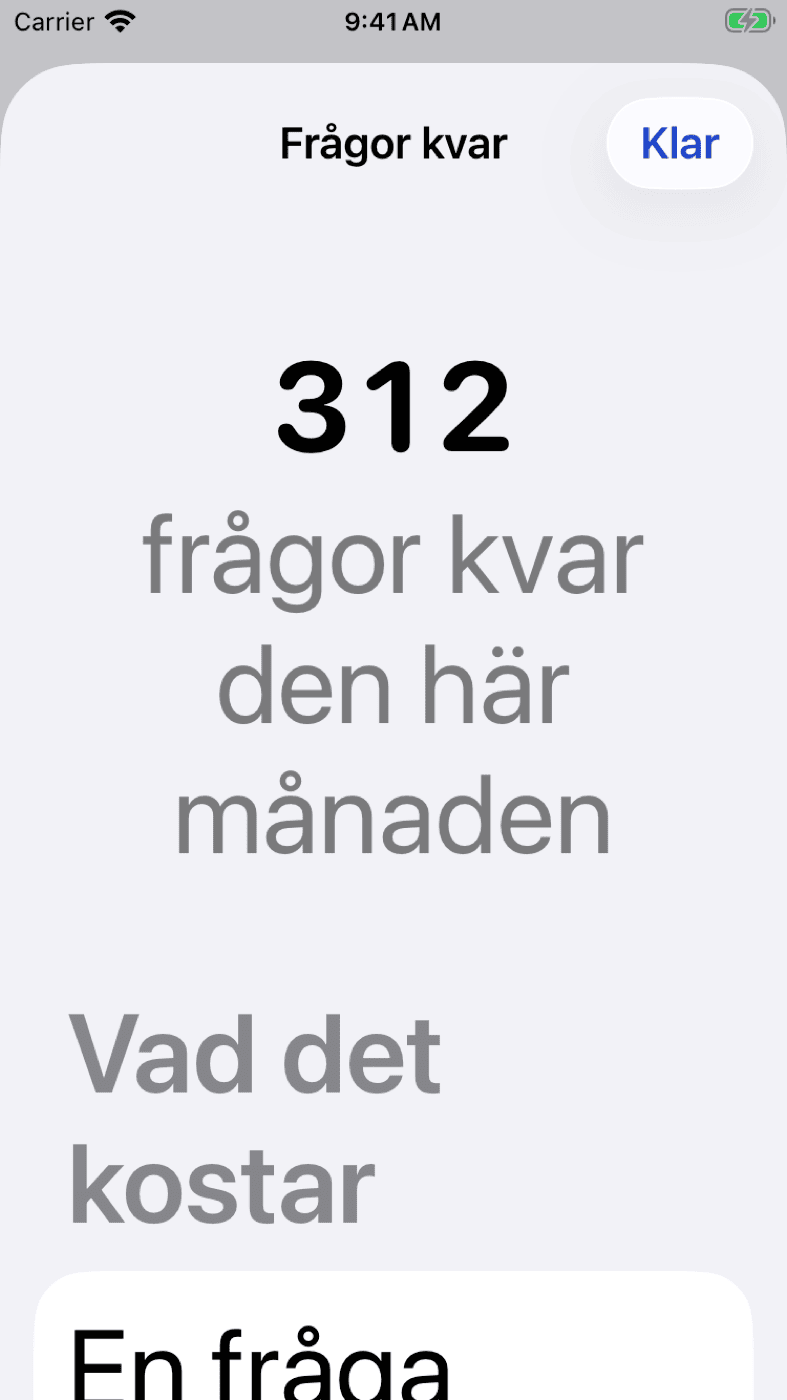 Carrier
9:41 AM
Frågor kvar
Klar
312
frågor kvar
den här
månaden
Vad det
kostar
En fråga